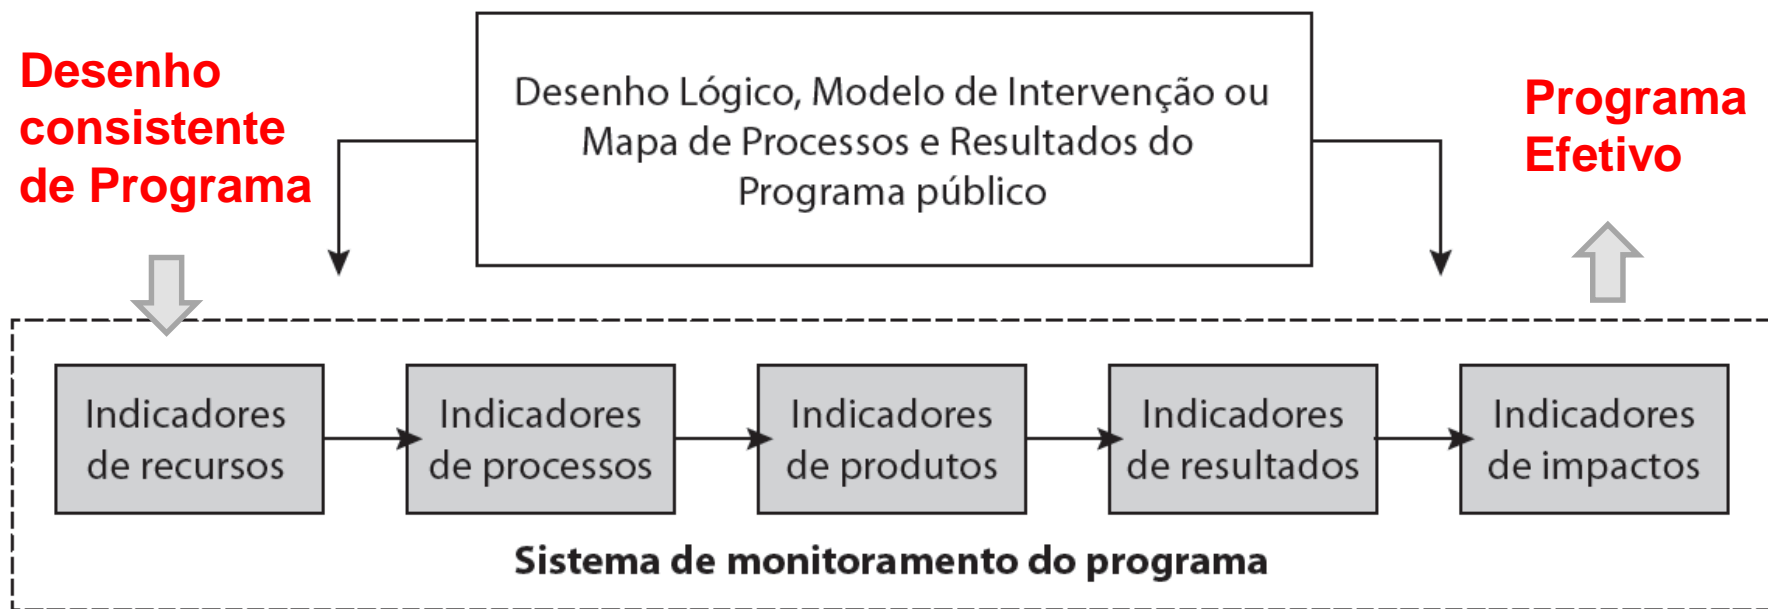 Desenho
consistente
de Programa
Desenho Lógico, Modelo de Intervenção ou
Mapa de Processos e Resultados do
Programa público
Programa
Efetivo
Indicadores
de recursos
Indicadores
de processos
Indicadores
de produtos
Indicadores
de resultados
Indicadores
de impactos
Sistema de monitoramento do programa